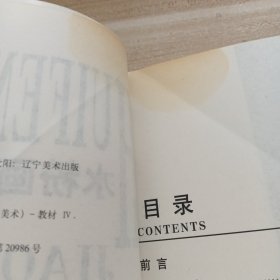 阳: 辽宁美术出版
美术) - 教材 IV.
第 20986 号
目录
CONTENTS
前言